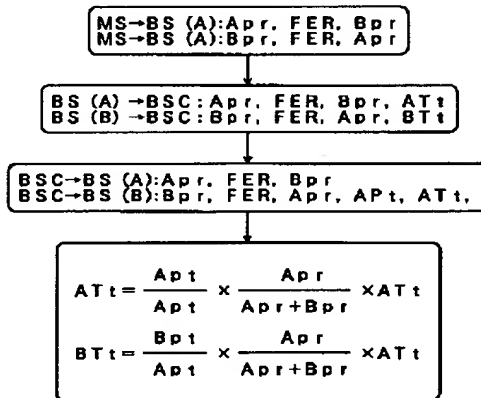 MS→BS (A):Apr, FER, Bpr
MS→BS (A):Bpr, FER, Apr
BS (A) →BSC:Apr, FER, Bpr, ATt
BS (B) →BSC:Bpr, FER, Apr, BTt
BSC→BS (A):Apr, FER, Bpr
BSC→BS (B):Bpr, FER, Apr, APt, ATt,
ATt = Apt / Apt × Apr / Apr+Bpr ×ATt
BTt = Bpt / Apt × Apr / Apr+Bpr ×ATt